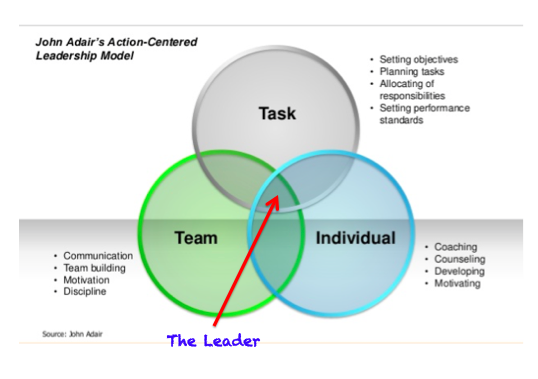 John Adair's Action-Centered
Leadership Model
• Setting objectives
• Planning tasks
• Allocating of
responsibilities
• Setting performance
standards
Task
Team
Individual
• Communication
• Team building
• Motivation
• Discipline
• Coaching
• Counseling
• Developing
• Motivating
Source: John Adair
The Leader